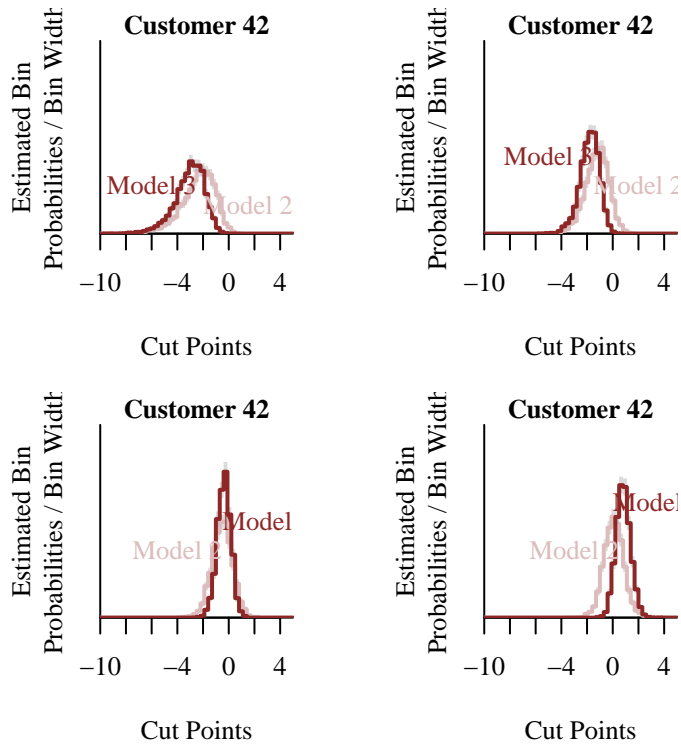 Customer 42
Estimated Bin
Probabilities / Bin Width
Model 3
Model 2
−10 −4 0 4
Cut Points
Customer 42
Estimated Bin
Probabilities / Bin Width
Model 3
Model 2
−10 −4 0 4
Cut Points
Customer 42
Estimated Bin
Probabilities / Bin Width
Model
Model 2
−10 −4 0 4
Cut Points
Customer 42
Estimated Bin
Probabilities / Bin Width
Model
Model 2
−10 −4 0 4
Cut Points